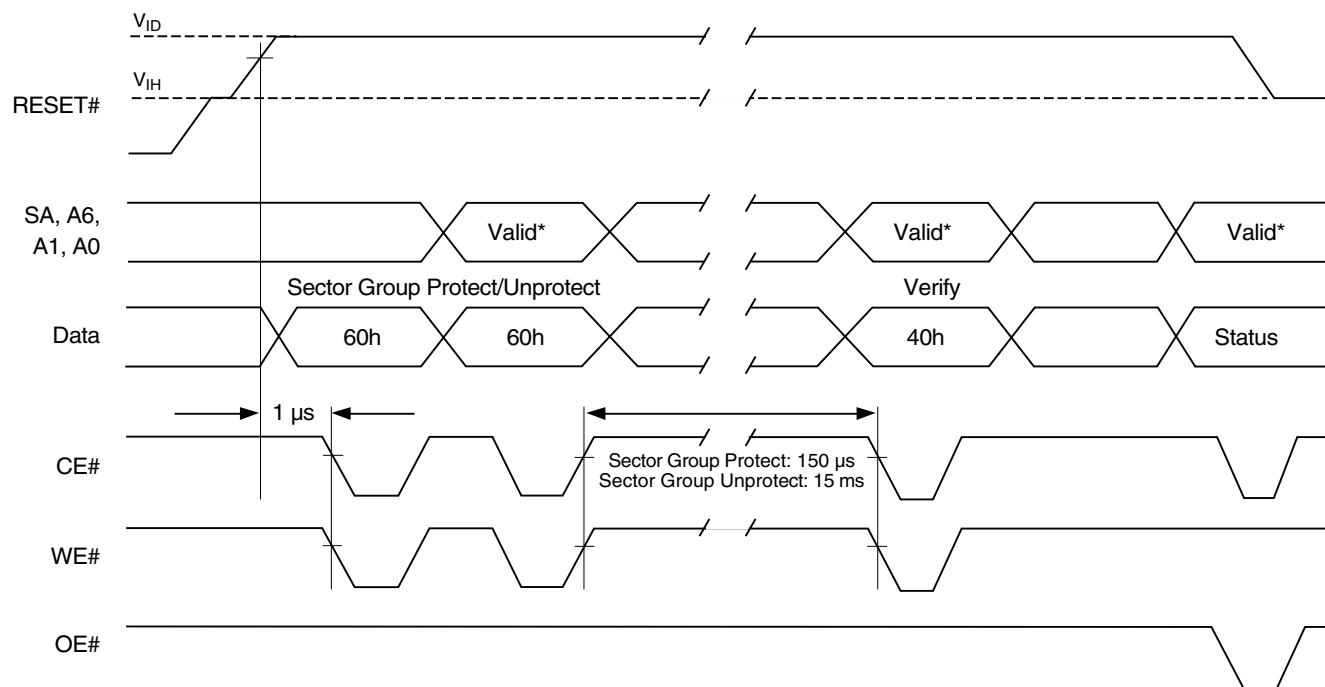 VID
VIH
RESET#
SA, A6,
A1, A0
Valid*
Valid*
Valid*
Sector Group Protect/Unprotect
Verify
Data
60h
60h
40h
Status
1 µs
CE#
Sector Group Protect: 150 µs
Sector Group Unprotect: 15 ms
WE#
OE#